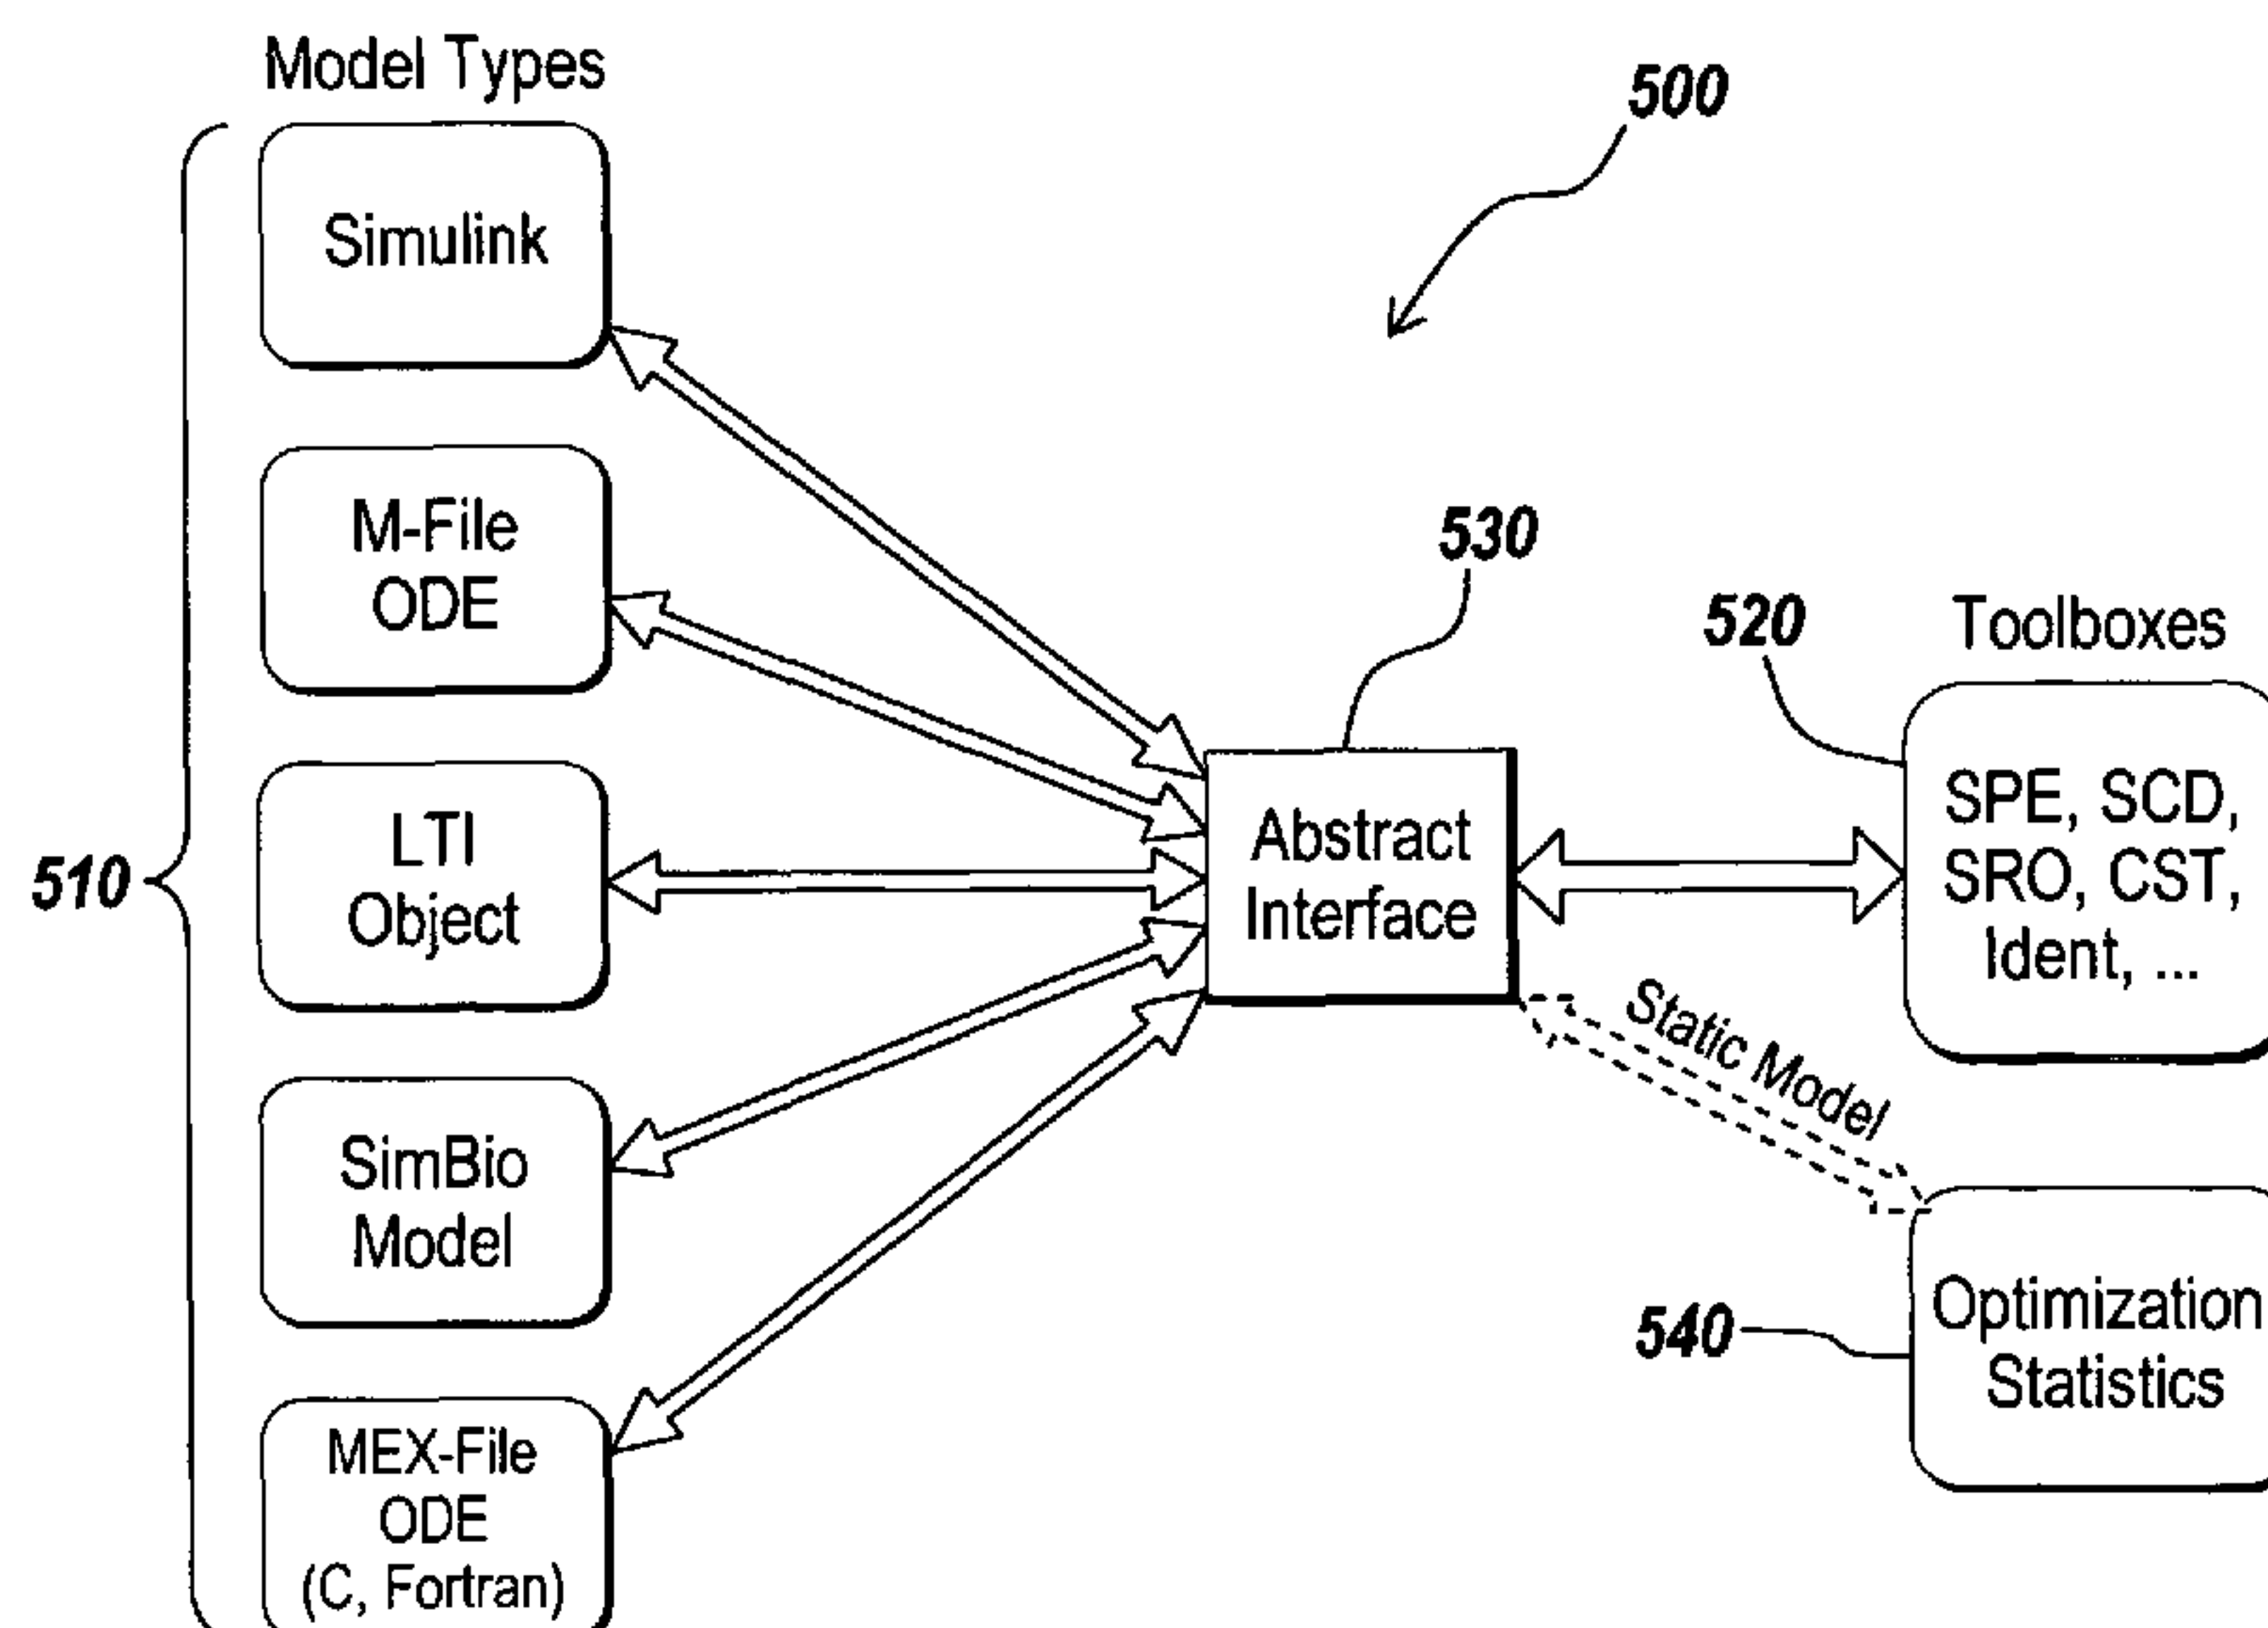 Model Types
500
Simulink
M-File
ODE
530
520
Toolboxes
LTI
Object
510
Abstract
Interface
SPE, SCD,
SRO, CST,
Ident, ...
Static Model
SimBio
Model
540
Optimization
Statistics
MEX-File
ODE
(C, Fortran)